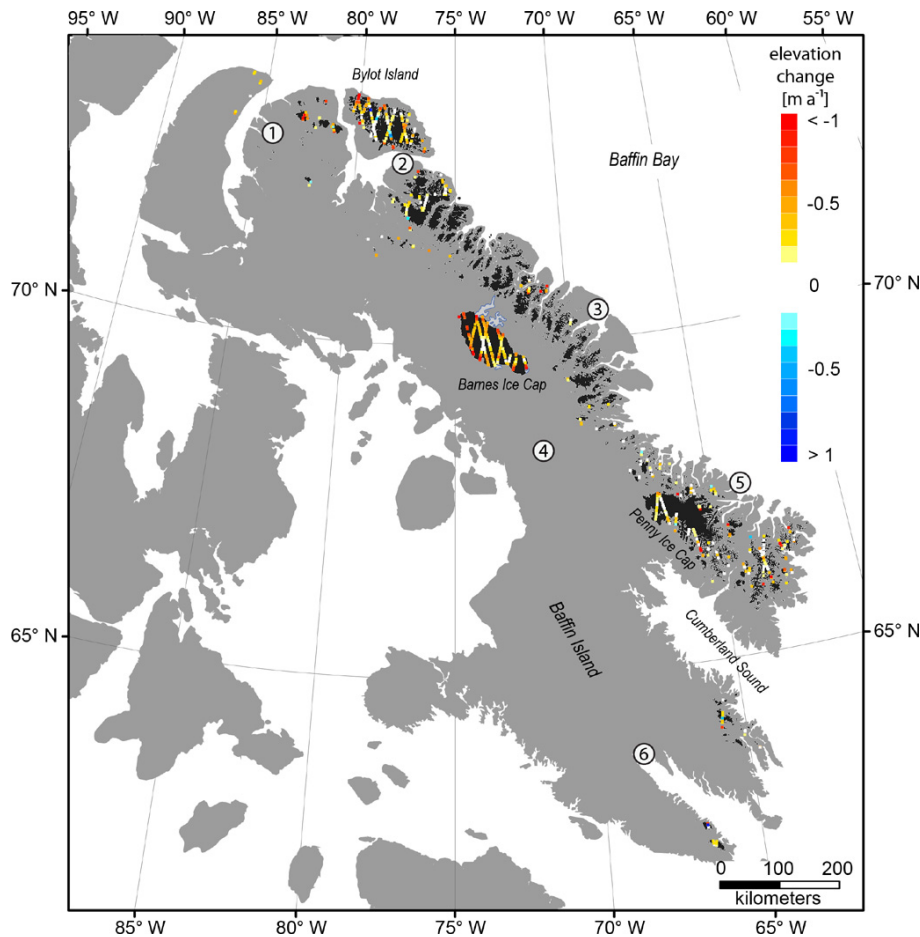 95° W 90° W 85° W 80° W 75° W 70° W 65° W 60° W 55° W
elevation
change
[m a⁻¹]
< -1
-0.5
0
-0.5
> 1
Bylot Island
Baffin Bay
1
2
70° N
3
70° N
Barnes Ice Cap
4
5
Penny Ice Cap
Baffin Island
Cumberland Sound
65° N
65° N
6
0 100 200
kilometers
85° W 80° W 75° W 70° W 65° W